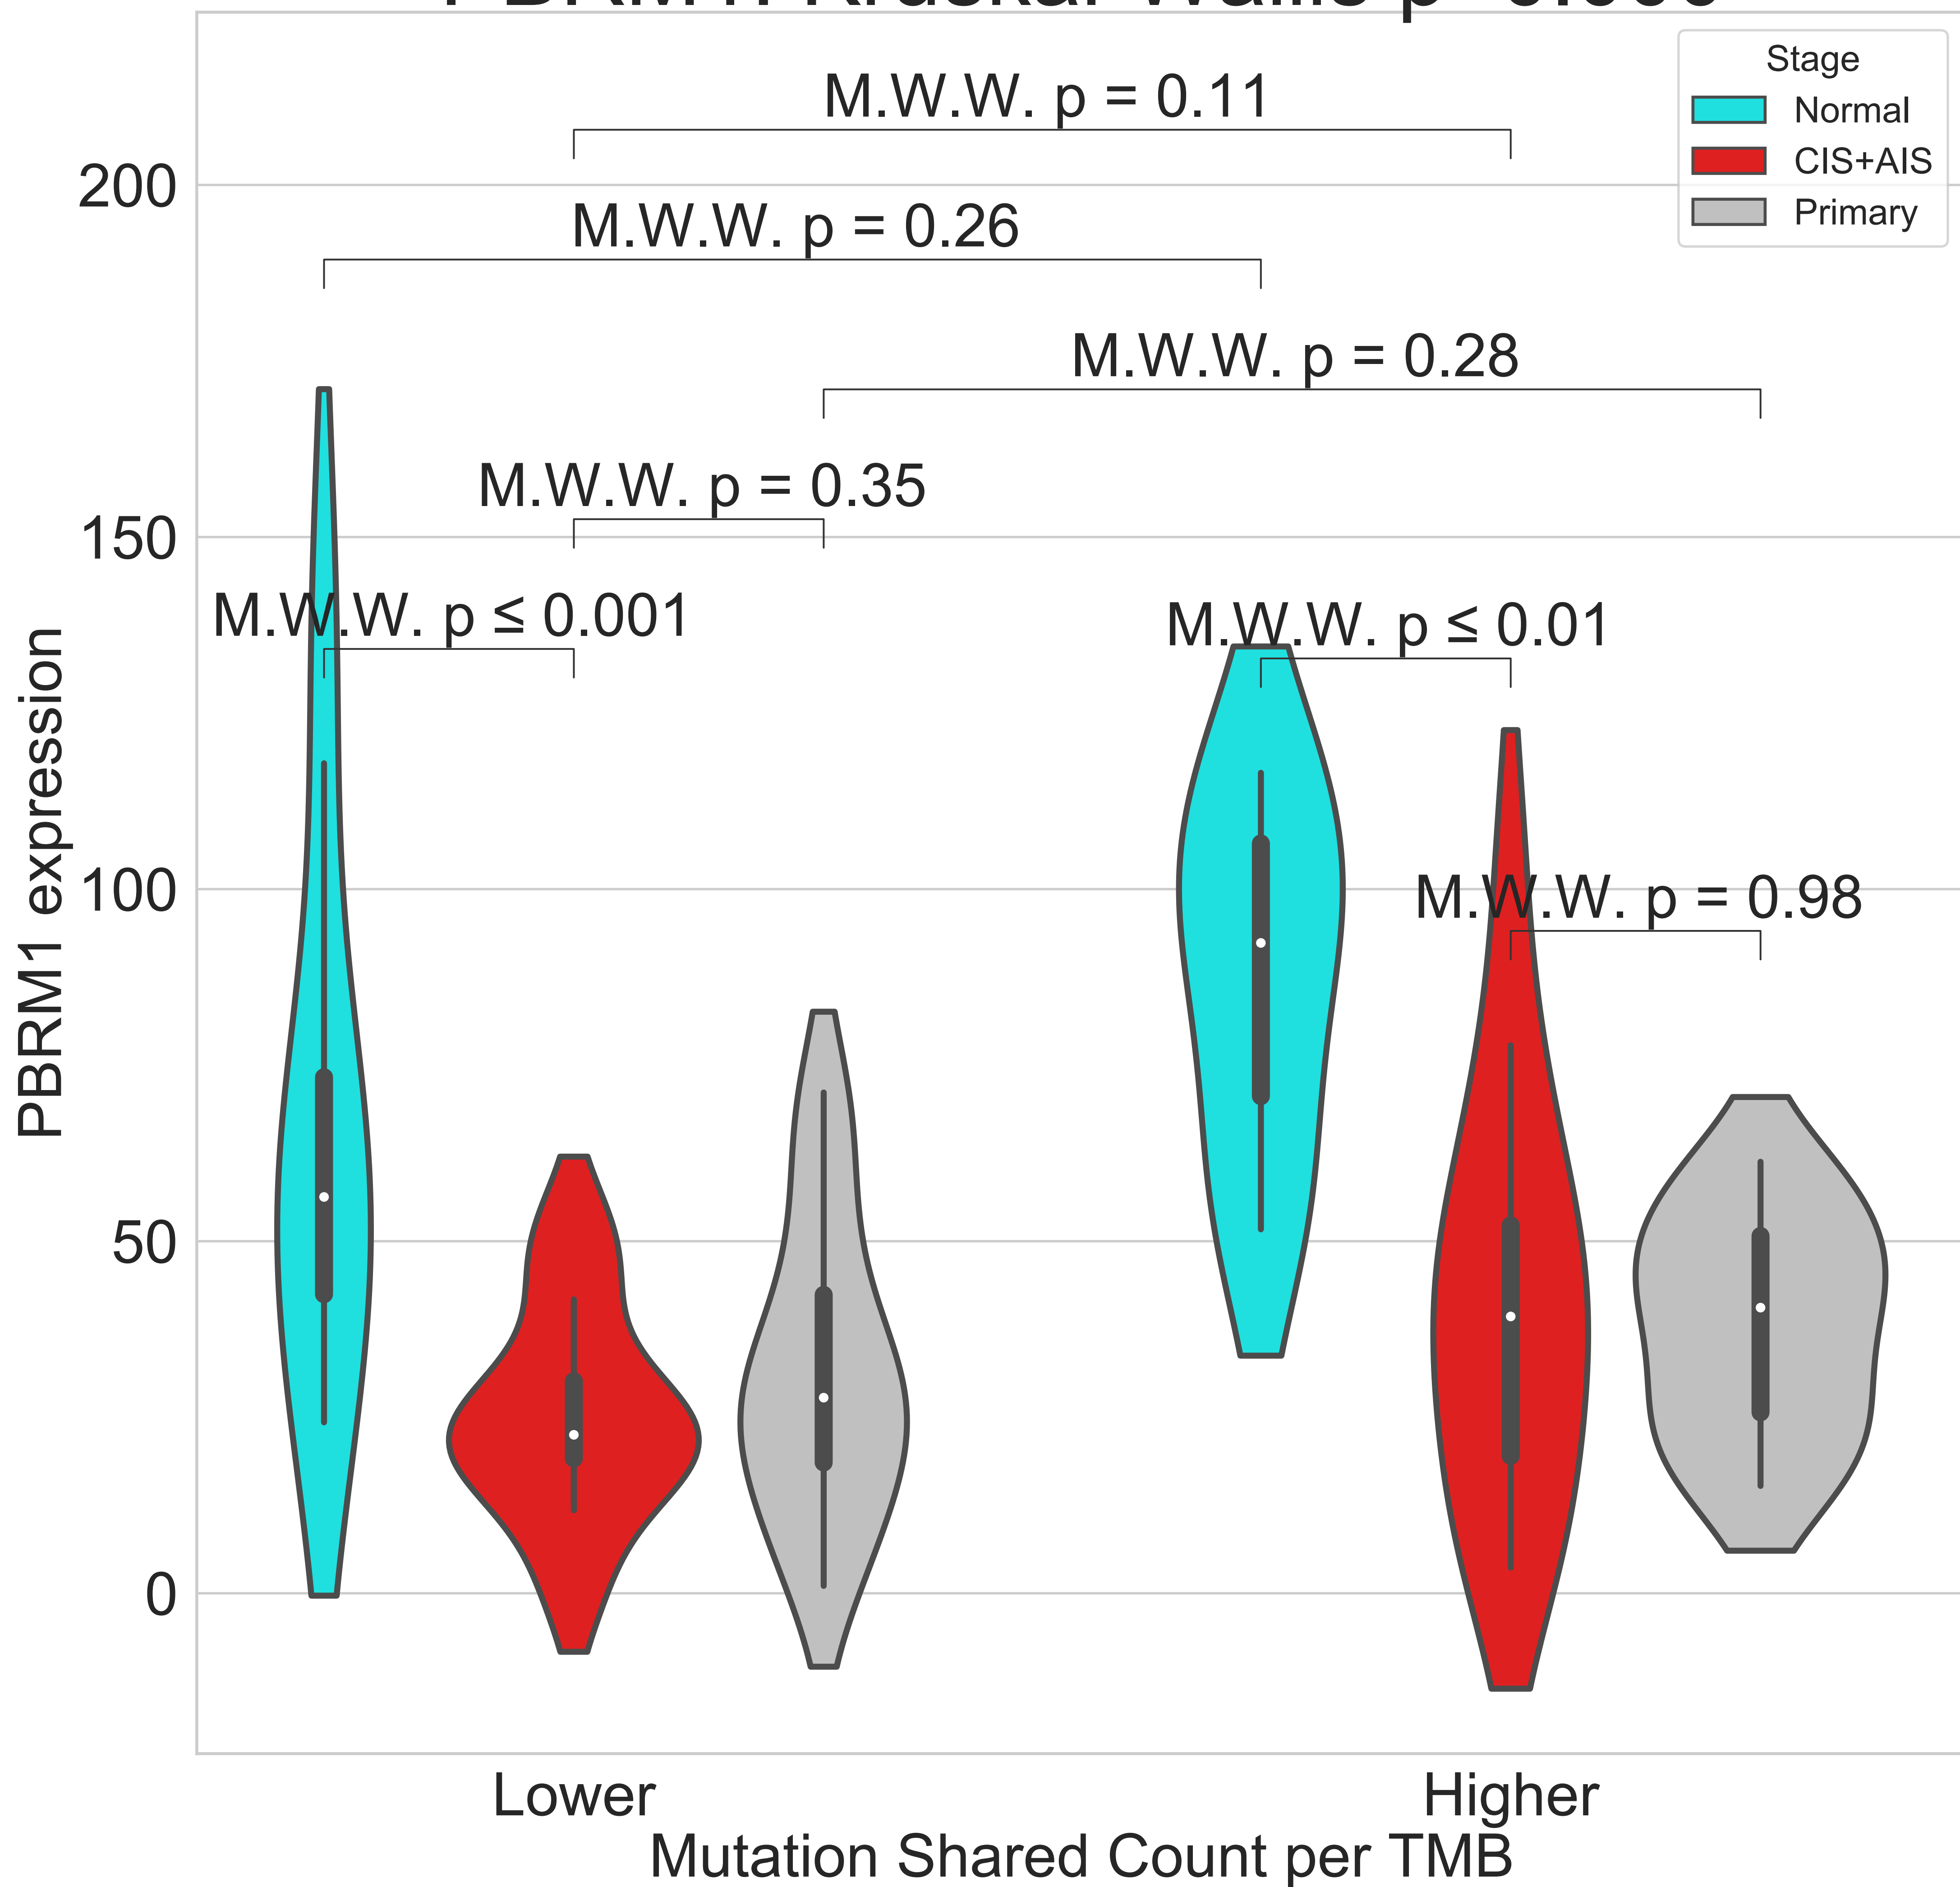 Stage
Normal
CIS+AIS
Primary
M.W.W. p = 0.11
M.W.W. p = 0.26
M.W.W. p = 0.28
M.W.W. p = 0.35
M.W.W. p ≤ 0.001
M.W.W. p ≤ 0.01
M.W.W. p = 0.98
200
150
100
50
0
PBRM1 expression
Lower
Higher
Mutation Shared Count per TMB